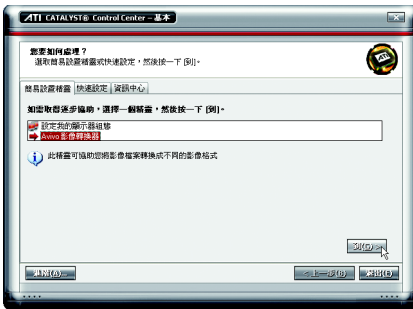 ATI CATALYST® Control Center – 基本
您要如何處理？
選取簡易設置精靈或快速設定，然後按一下 [到]。
簡易設置精靈 快速設定 資訊中心
如需取得逐步協助，選擇一個精靈，然後按一下 [到]。
設定我的顯示器組態
Avivo 影像轉換器
此精靈可協助您將影像檔案轉換成不同的影像格式
到(G) >
進階(A)...
< 上一步(B)